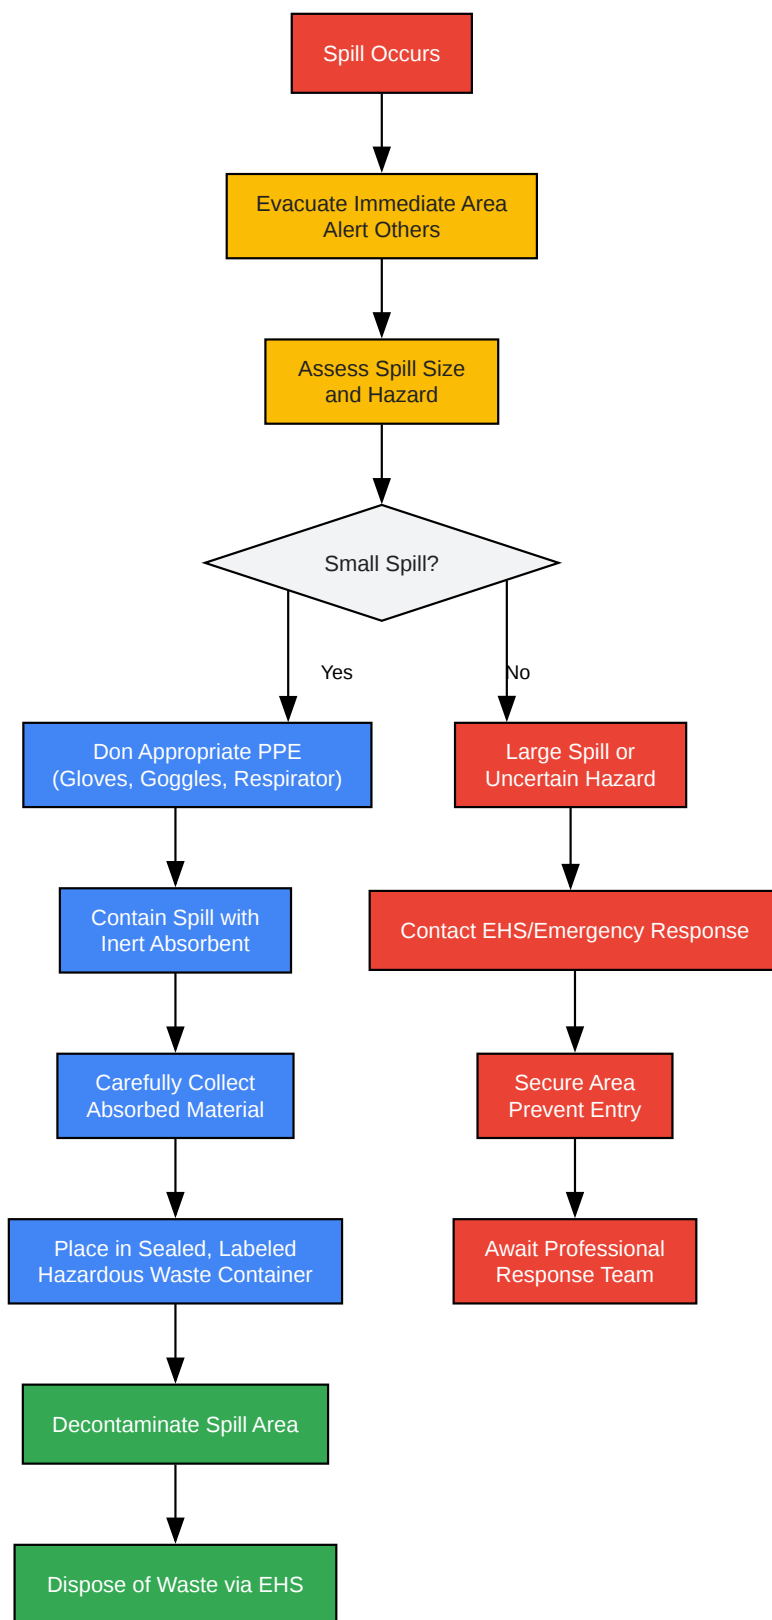 Spill Occurs
Evacuate Immediate Area
Alert Others
Assess Spill Size
and Hazard
Small Spill?
Yes
No
Don Appropriate PPE
(Gloves, Goggles, Respirator)
Large Spill or
Uncertain Hazard
Contain Spill with
Inert Absorbent
Contact EHS/Emergency Response
Carefully Collect
Absorbed Material
Secure Area
Prevent Entry
Place in Sealed, Labeled
Hazardous Waste Container
Await Professional
Response Team
Decontaminate Spill Area
Dispose of Waste via EHS